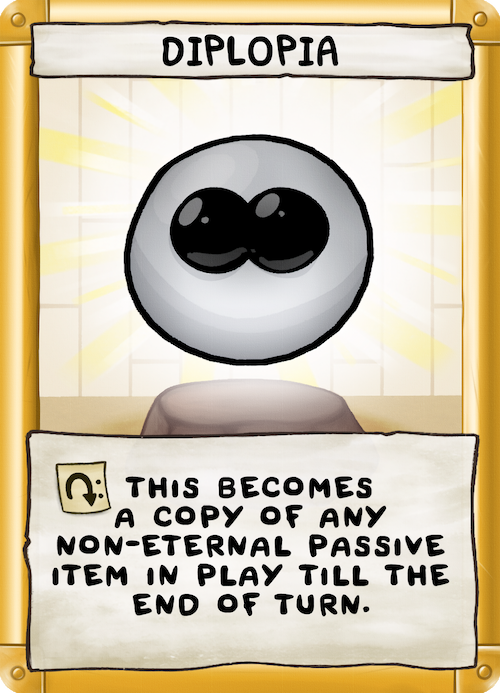 DIPLOPIA
: THIS BECOMES
A COPY OF ANY
NON-ETERNAL PASSIVE
ITEM IN PLAY TILL THE
END OF TURN.